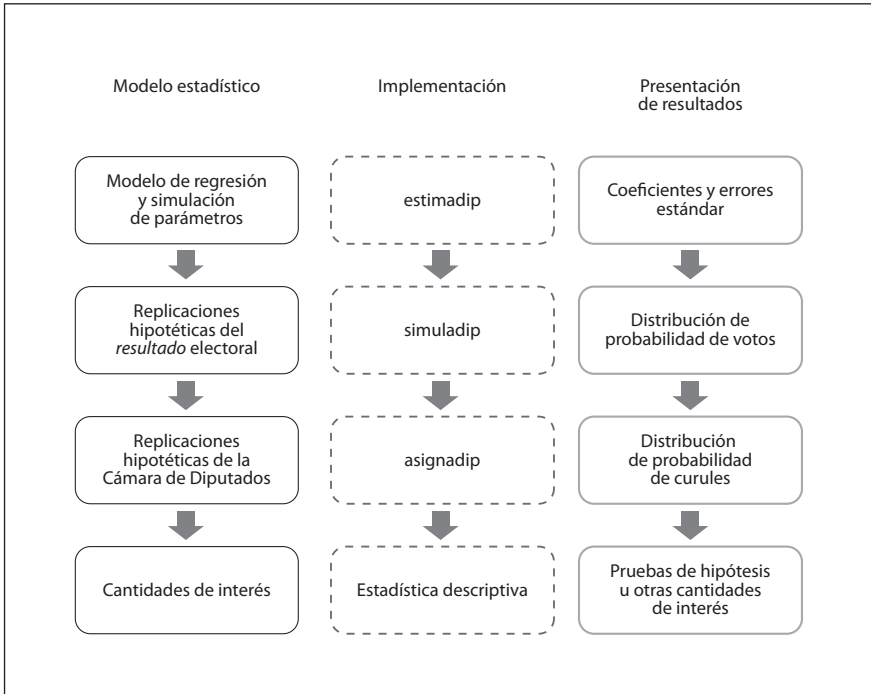 Modelo estadístico
Implementación
Presentación
de resultados
Modelo de regresión
y simulación
de parámetros
estimadip
Coeficientes y errores
estándar
Replicaciones
hipotéticas del
resultado electoral
simuladip
Distribución de
probabilidad de votos
Replicaciones
hipotéticas de la
Cámara de Diputados
asignadip
Distribución
de probabilidad
de curules
Cantidades de interés
Estadística descriptiva
Pruebas de hipótesis
u otras cantidades
de interés